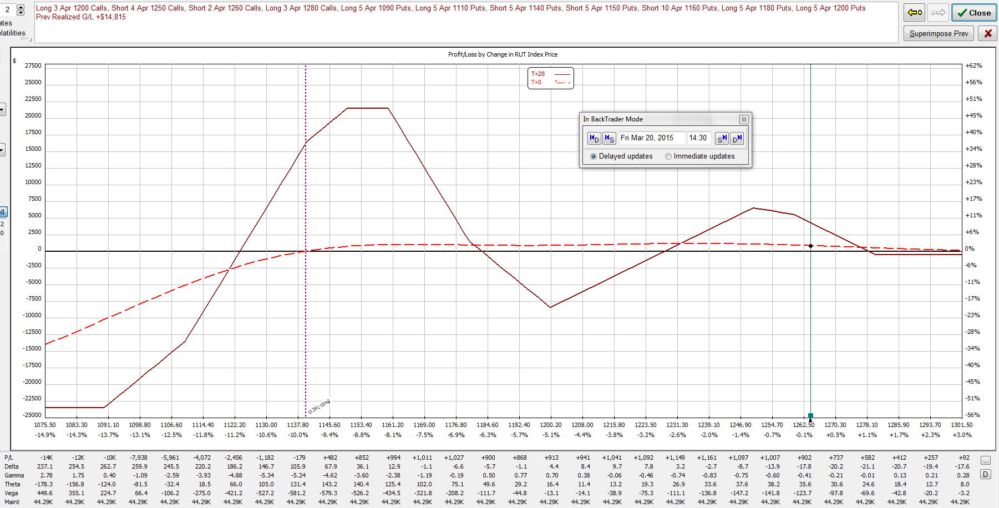 2
Long 3 Apr 1200 Calls, Short 4 Apr 1250 Calls, Short 2 Apr 1260 Calls, Long 3 Apr 1280 Calls, Long 5 Apr 1090 Puts, Long 5 Apr 1110 Puts, Short 5 Apr 1140 Puts, Short 5 Apr 1150 Puts, Short 10 Apr 1160 Puts, Long 5 Apr 1180 Puts, Long 5 Apr 1200 Puts
Prev Realized G/L +$14,815
Close
ates
olatilities
Superimpose Prev
Profit/Loss by Change in RUT Index Price
$
27500 +62%
25000 +56%
22500 +51%
20000 +45%
17500 +40%
15000 +34%
12500 +28%
10000 +23%
7500 +17%
5000 +11%
2500 +6%
0 0%
-2500 -6%
-5000 -11%
-7500 -17%
-10000 -23%
-12500 -28%
-15000 -34%
-17500 -40%
-20000 -45%
-22500 -51%
-25000 -56%
T+28
T+0
In BackTrader Mode
D S Fri Mar 20, 2015 14:30 S D
Delayed updates Immediate updates
ell
2
0
1139 (-10%)
1075.50 1083.30 1091.10 1098.80 1106.60 1114.40 1122.20 1130.00 1137.80 1145.60 1153.40 1161.20 1169.00 1176.80 1184.60 1192.40 1200.20 1208.00 1215.80 1223.50 1231.30 1239.10 1246.90 1254.70 1262.50 1270.30 1278.10 1285.90 1293.70 1301.50
-14.9% -14.3% -13.7% -13.1% -12.5% -11.8% -11.2% -10.6% -10.0% -9.4% -8.8% -8.1% -7.5% -6.9% -6.3% -5.7% -5.1% -4.4% -3.8% -3.2% -2.6% -2.0% -1.4% -0.7% -0.1% +0.5% +1.1% +1.7% +2.4% +3.0%
P/L -14K -12K -10K -7,938 -5,961 -4,072 -2,456 -1,182 -179 +482 +852 +994 +1,011 +1,027 +900 +868 +913 +941 +1,041 +1,092 +1,149 +1,161 +1,097 +1,007 +902 +737 +582 +412 +257 +92
Delta 237.1 254.5 262.7 259.9 245.5 220.2 186.2 146.7 105.9 67.9 36.1 12.9 -1.1 -6.6 -5.7 -1.1 4.4 8.4 9.7 7.8 3.2 -2.7 -8.7 -13.9 -17.8 -20.2 -21.1 -20.7 -19.4 -17.6
Gamma 2.78 1.75 0.40 -1.09 -2.59 -3.93 -4.88 -5.34 -5.24 -4.62 -3.60 -2.38 -1.19 -0.19 0.50 0.77 0.70 0.38 -0.06 -0.46 -0.74 -0.83 -0.75 -0.60 -0.41 -0.21 -0.01 0.13 0.21 0.28
Theta -178.3 -156.8 -124.0 -81.5 -32.4 18.5 66.0 105.0 131.4 143.2 140.4 125.4 102.0 75.1 49.6 29.2 16.4 11.4 13.2 19.3 26.9 33.6 37.6 38.2 35.6 30.6 24.6 18.4 12.7 8.0
Vega 449.6 355.1 224.7 66.4 -106.2 -275.0 -421.2 -527.2 -581.2 -579.3 -526.2 -434.5 -321.8 -208.2 -111.7 -44.8 -13.1 -14.1 -38.9 -75.3 -111.1 -136.8 -147.2 -141.8 -123.7 -97.8 -69.6 -42.8 -20.2 -3.2
Maint 44.29K 44.29K 44.29K 44.29K 44.29K 44.29K 44.29K 44.29K 44.29K 44.29K 44.29K 44.29K 44.29K 44.29K 44.29K 44.29K 44.29K 44.29K 44.29K 44.29K 44.29K 44.29K 44.29K 44.29K 44.29K 44.29K 44.29K 44.29K 44.29K 44.29K
...
D